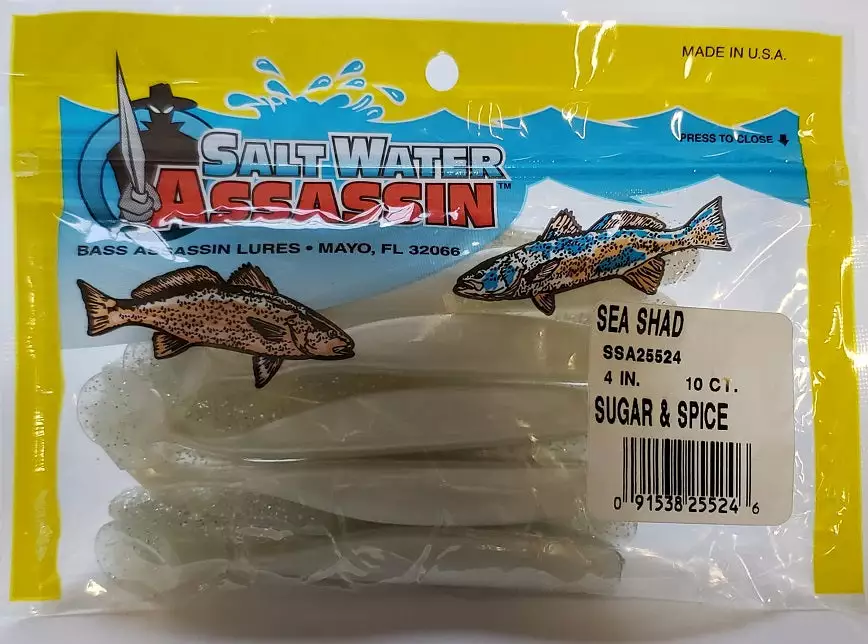 MADE IN U.S.A.
PRESS TO CLOSE
SALT WATER
ASSASSIN™
BASS ASSASSIN LURES • MAYO, FL 32066
SEA SHAD
SSA25524
4 IN. 10 CT.
SUGAR & SPICE
0 91538 25524 6